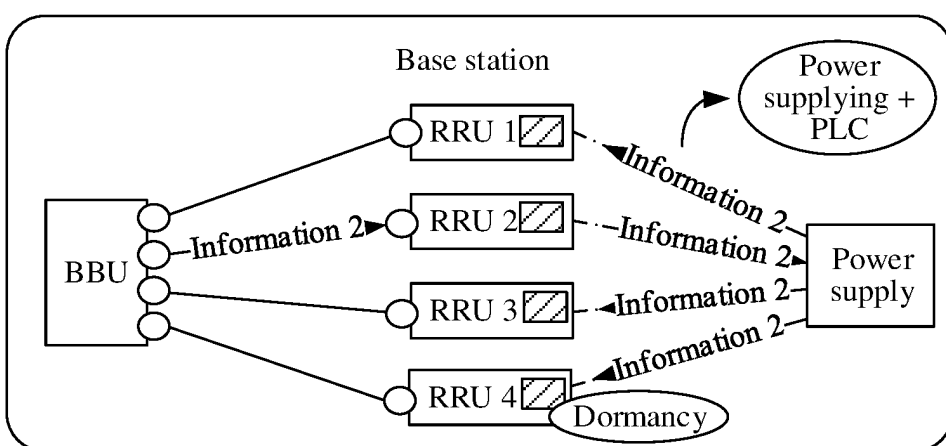 Base station
Power
supplying +
PLC
RRU 1
Information 2
RRU 2
Information 2
Information 2
BBU
Power
supply
RRU 3
Information 2
RRU 4
Information 2
Dormancy